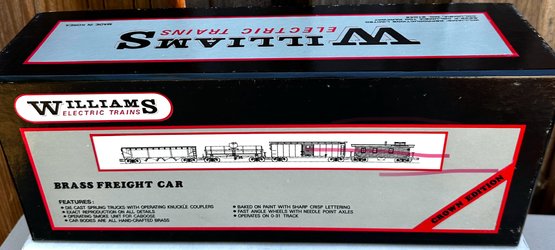 WILLIAMS
ELECTRIC TRAINS
MADE IN KOREA
WILLIAMS
ELECTRIC TRAINS
BRASS FREIGHT CAR
CROWN EDITION
FEATURES:
• DIE CAST SPRUNG TRUCKS WITH OPERATING KNUCKLE COUPLERS
• EXACT REPRODUCTION ON ALL DETAILS
• OPERATING SMOKE UNIT FOR CABOOSE
• CAR BODIES ARE ALL HAND-CRAFTED BRASS
• BAKED ON PAINT WITH SHARP CRISP LETTERING
• FAST ANGLE WHEELS WITH NEEDLE POINT AXLES
• OPERATES ON 0-31 TRACK